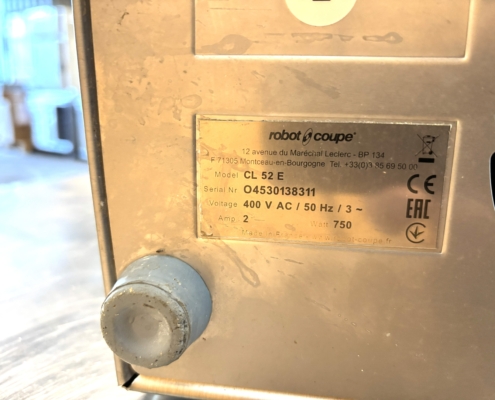 robot coupe®
12 avenue du Maréchal Leclerc - BP 134
F 71305 Montceau-en-Bourgogne Tel. +33(0)3 85 69 50 00
Model CL 52 E
Serial Nr O4530138311
Voltage 400 V AC / 50 Hz / 3 ~
Amp. 2 Watt 750
CE
EAC